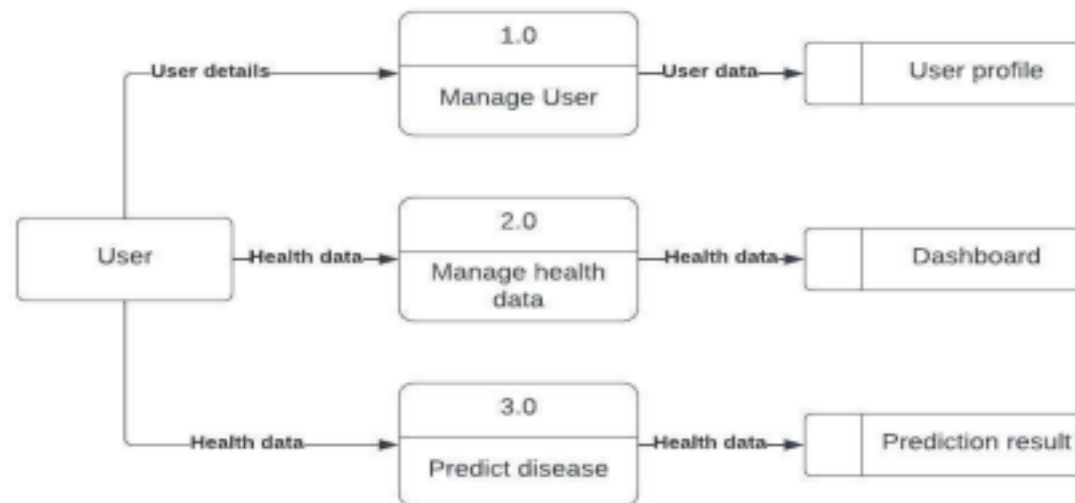 1.0
User details
Manage User
User data
User profile
User
Health data
2.0
Manage health
data
Health data
Dashboard
Health data
3.0
Predict disease
Health data
Prediction result